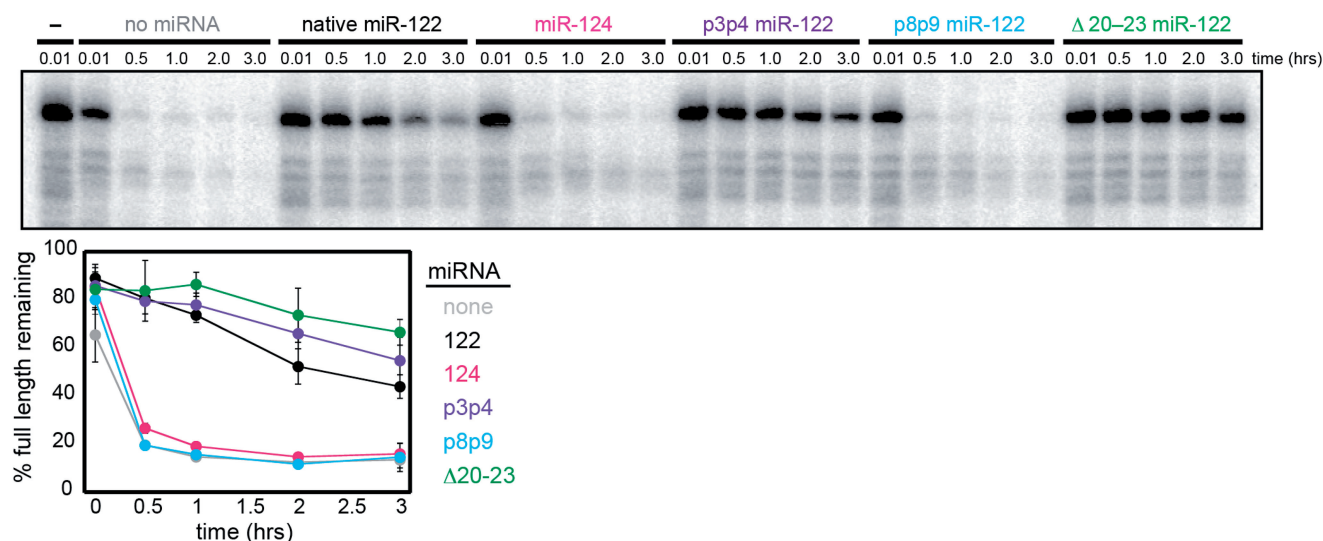 – no miRNA native miR-122 miR-124 p3p4 miR-122 p8p9 miR-122 Δ 20–23 miR-122
0.01 0.01 0.5 1.0 2.0 3.0 0.01 0.5 1.0 2.0 3.0 0.01 0.5 1.0 2.0 3.0 0.01 0.5 1.0 2.0 3.0 0.01 0.5 1.0 2.0 3.0 0.01 0.5 1.0 2.0 3.0 time (hrs)
% full length remaining
100
80
60
40
20
0
0 0.5 1 1.5 2 2.5 3
time (hrs)
miRNA
none
122
124
p3p4
p8p9
Δ20-23